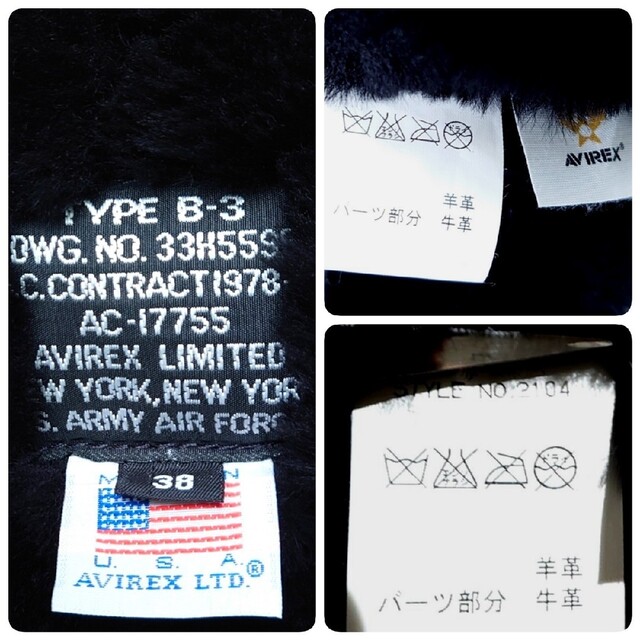 TYPE B-3
DWG. NO. 33H55
.C. CONTRACT 1978-
AC-17755
AVIREX LIMITED
W YORK, NEW YOR
S. ARMY AIR FORC
38
U. S. A.
AVIREX LTD.®
AVIREX®
羊革
パーツ部分 牛革
STYLE NO.2104
羊革
パーツ部分 牛革